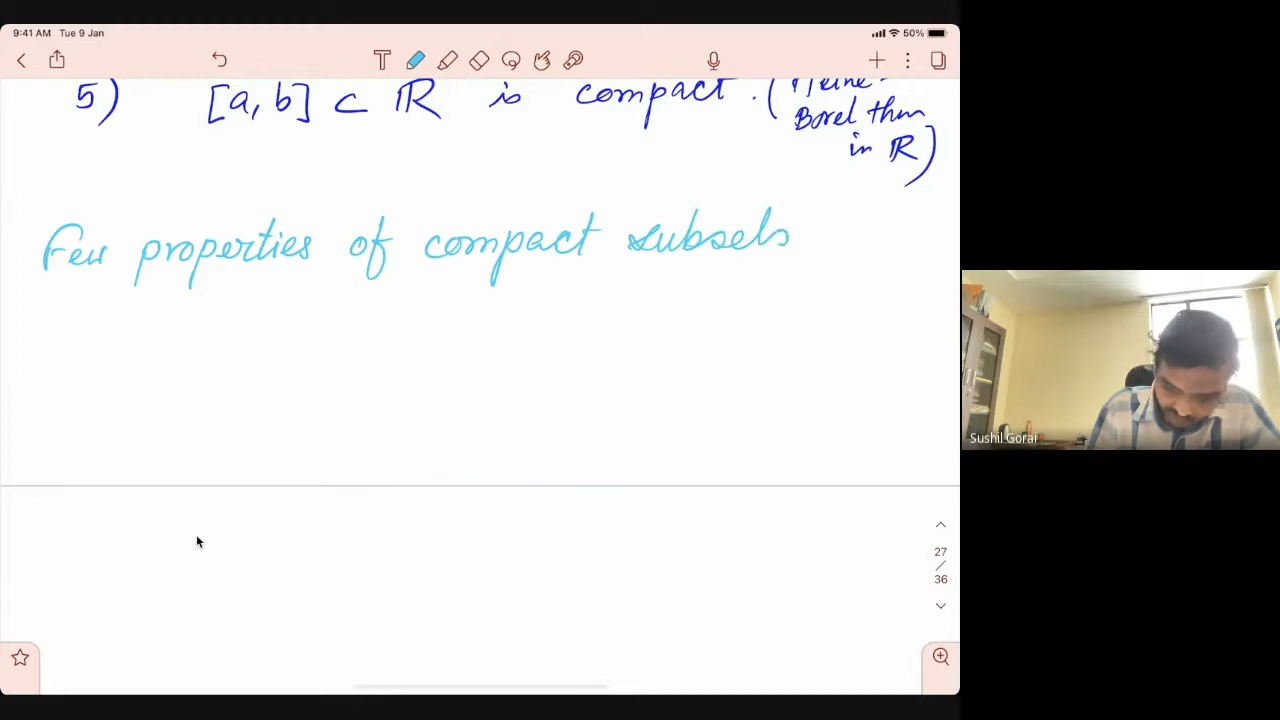 9:41 AM Tue 9 Jan
50%
5) [a, b] ⊂ ℝ is compact. (Heine-
Borel thm
in ℝ)
Few properties of compact subsets
Sushil Gorai
27
/
36